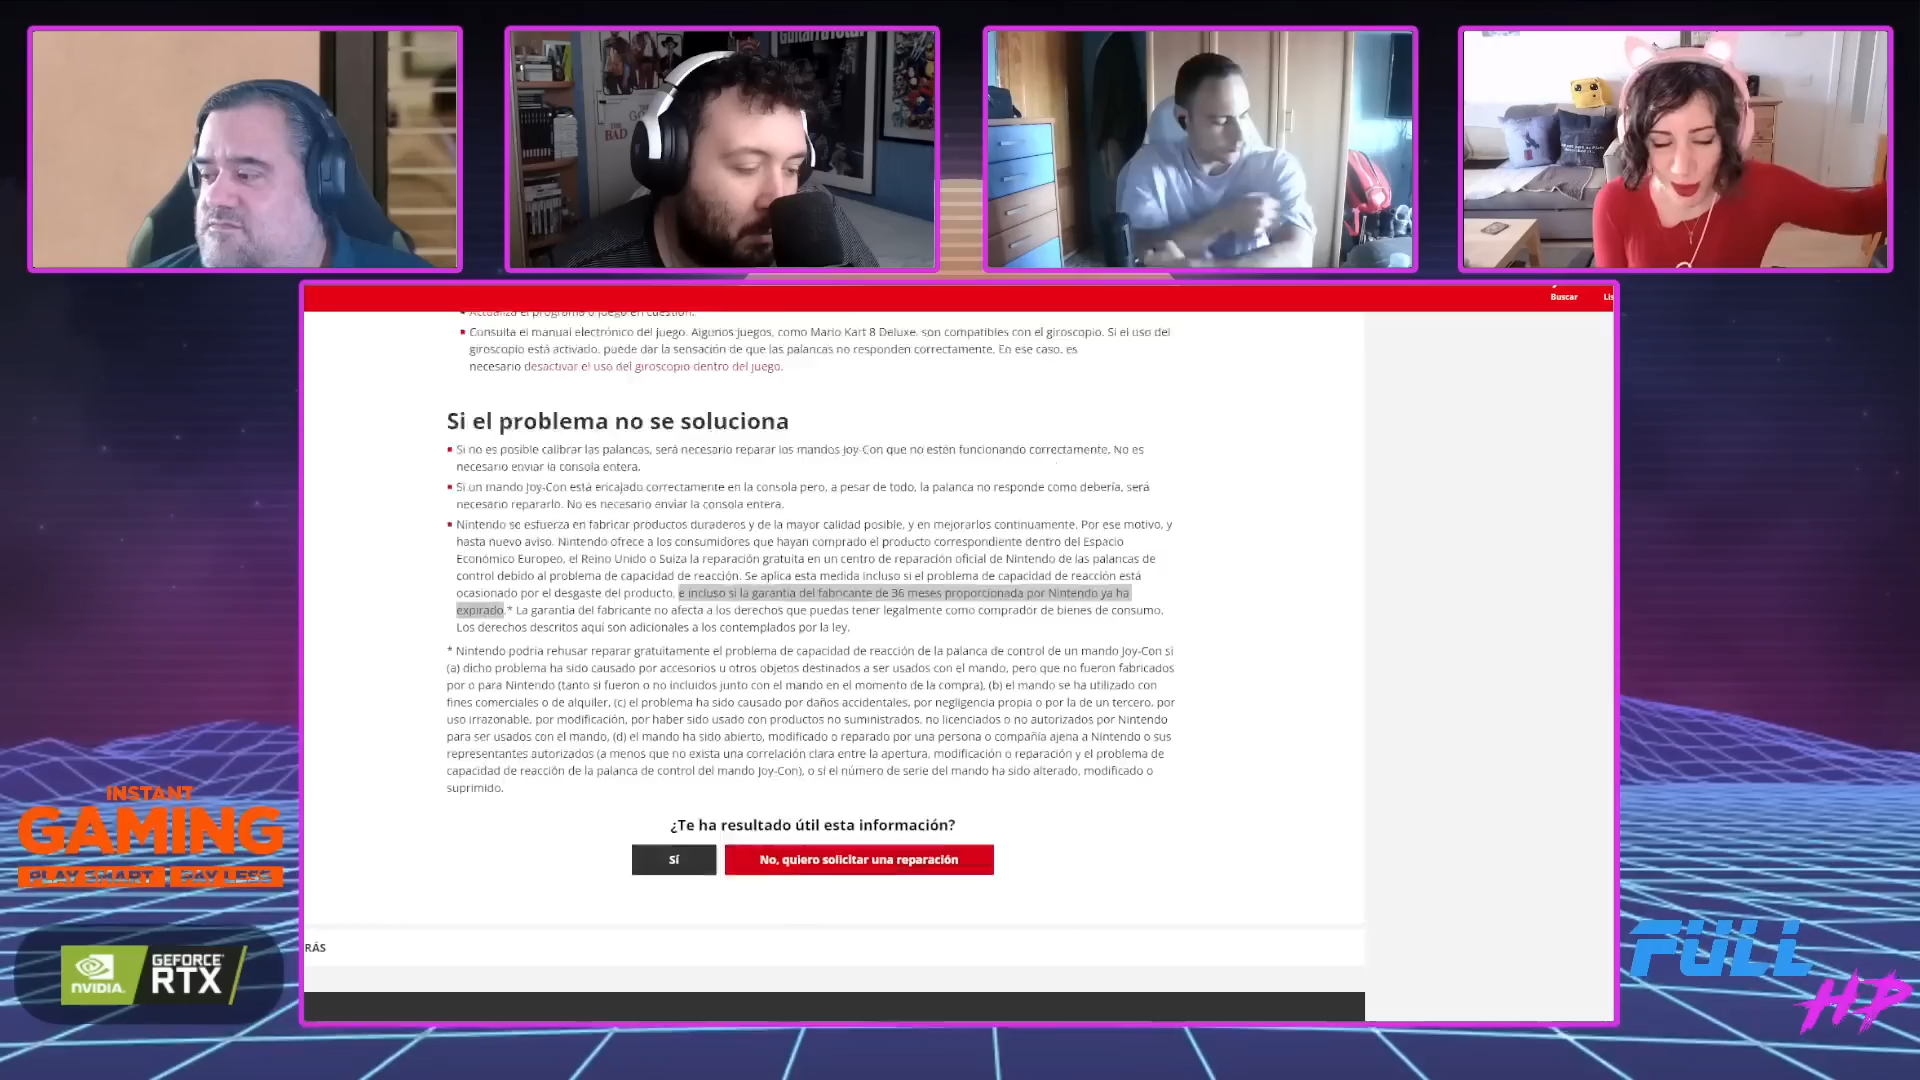 THE
BAD
Buscar
Lis
Actualiza el programa o juego en cuestión.
Consulta el manual electrónico del juego. Algunos juegos, como Mario Kart 8 Deluxe, son compatibles con el giroscopio. Si el uso del
giroscopio está activado, puede dar la sensación de que las palancas no responden correctamente. En ese caso, es
necesario desactivar el uso del giroscopio dentro del juego.
Si el problema no se soluciona
Si no es posible calibrar las palancas, será necesario reparar los mandos Joy-Con que no estén funcionando correctamente. No es
necesario enviar la consola entera.
Si un mando Joy-Con está encajado correctamente en la consola pero, a pesar de todo, la palanca no responde como debería, será
necesario repararlo. No es necesario enviar la consola entera.
Nintendo se esfuerza en fabricar productos duraderos y de la mayor calidad posible, y en mejorarlos continuamente. Por ese motivo, y
hasta nuevo aviso, Nintendo ofrece a los consumidores que hayan comprado el producto correspondiente dentro del Espacio
Económico Europeo, el Reino Unido o Suiza la reparación gratuita en un centro de reparación oficial de Nintendo de las palancas de
control debido al problema de capacidad de reacción. Se aplica esta medida incluso si el problema de capacidad de reacción está
ocasionado por el desgaste del producto, e incluso si la garantía del fabricante de 36 meses proporcionada por Nintendo ya ha
expirado.* La garantía del fabricante no afecta a los derechos que puedas tener legalmente como comprador de bienes de consumo.
Los derechos descritos aquí son adicionales a los contemplados por la ley.
* Nintendo podría rehusar reparar gratuitamente el problema de capacidad de reacción de la palanca de control de un mando Joy-Con si
(a) dicho problema ha sido causado por accesorios u otros objetos destinados a ser usados con el mando, pero que no fueron fabricados
por o para Nintendo (tanto si fueron o no incluidos junto con el mando en el momento de la compra), (b) el mando se ha utilizado con
fines comerciales o de alquiler, (c) el problema ha sido causado por daños accidentales, por negligencia propia o por la de un tercero, por
uso irrazonable, por modificación, por haber sido usado con productos no suministrados, no licenciados o no autorizados por Nintendo
para ser usados con el mando, (d) el mando ha sido abierto, modificado o reparado por una persona o compañía ajena a Nintendo o sus
representantes autorizados (a menos que no exista una correlación clara entre la apertura, modificación o reparación y el problema de
capacidad de reacción de la palanca de control del mando Joy-Con), o si el número de serie del mando ha sido alterado, modificado o
suprimido.
¿Te ha resultado útil esta información?
Sí
No, quiero solicitar una reparación
RÁS
INSTANT
GAMING
PLAY SMART PAY LESS
NVIDIA.
GEFORCE
RTX
FULL
HP